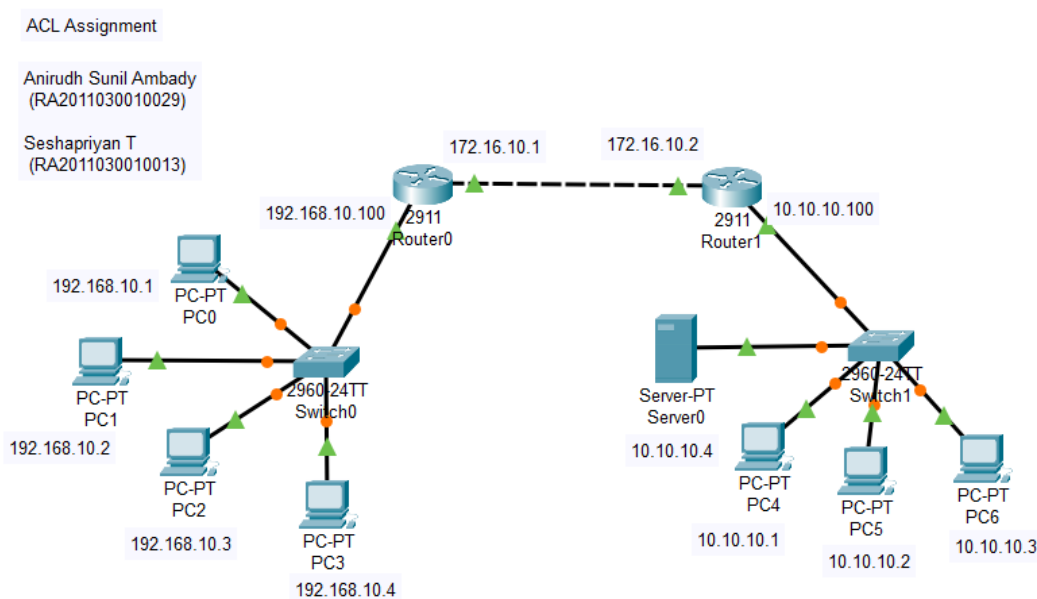 ACL Assignment
Anirudh Sunil Ambady
(RA2011030010029)
Seshapriyan T
(RA2011030010013)
172.16.10.1
172.16.10.2
192.168.10.100
2911
Router0
2911
Router1
10.10.10.100
192.168.10.1
PC-PT
PC0
PC-PT
PC1
192.168.10.2
2960-24TT
Switch0
PC-PT
PC2
192.168.10.3
PC-PT
PC3
192.168.10.4
Server-PT
Server0
10.10.10.4
2960-24TT
Switch1
PC-PT
PC4
10.10.10.1
PC-PT
PC5
10.10.10.2
PC-PT
PC6
10.10.10.3